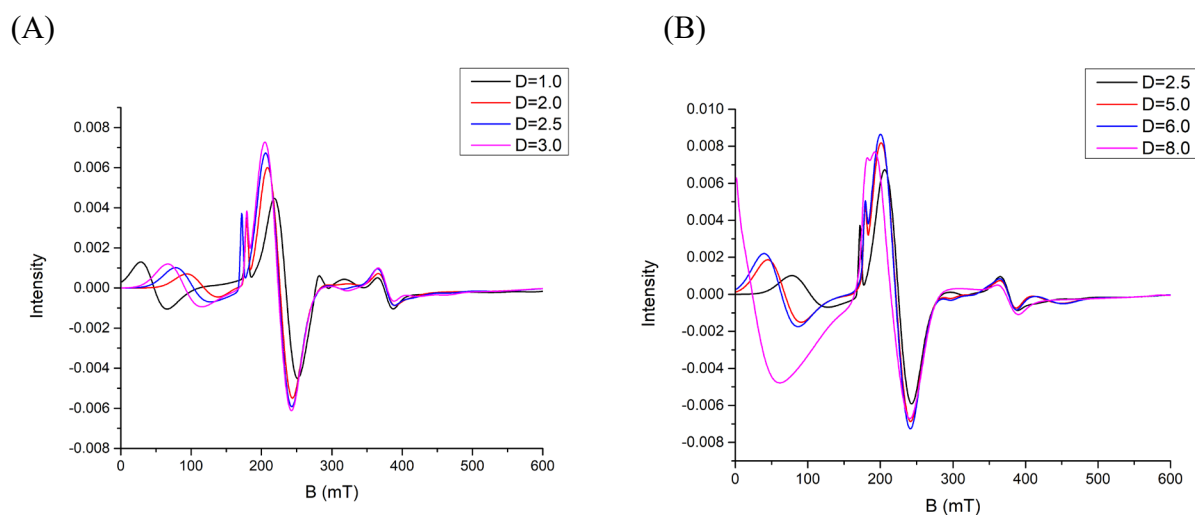 (A)
D=1.0
D=2.0
D=2.5
D=3.0
0.008
0.006
0.004
0.002
0.000
-0.002
-0.004
-0.006
-0.008
Intensity
0 100 200 300 400 500 600
B (mT)
(B)
D=2.5
D=5.0
D=6.0
D=8.0
0.010
0.008
0.006
0.004
0.002
0.000
-0.002
-0.004
-0.006
-0.008
Intensity
0 100 200 300 400 500 600
B (mT)